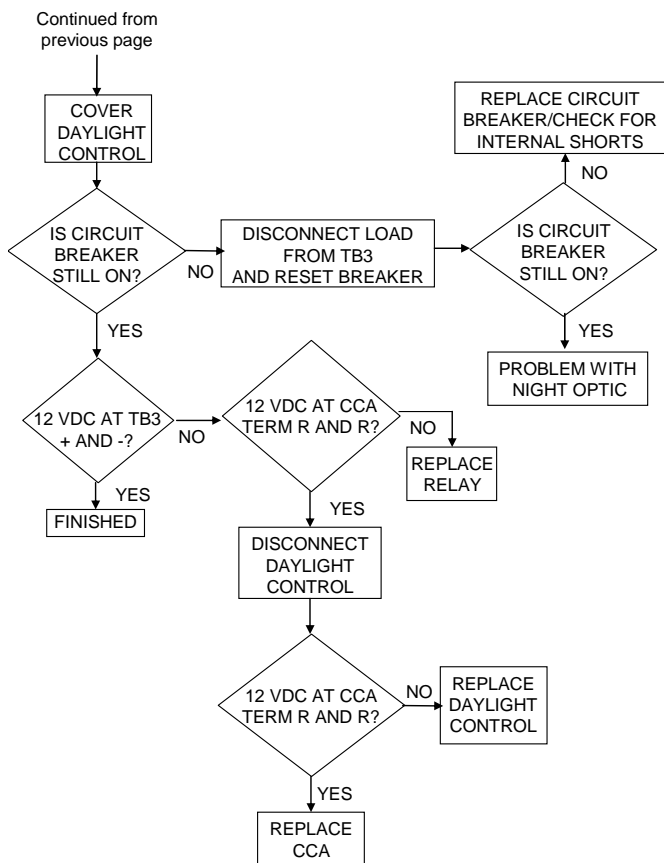 Continued from
previous page
COVER
DAYLIGHT
CONTROL
REPLACE CIRCUIT
BREAKER/CHECK FOR
INTERNAL SHORTS
NO
IS CIRCUIT
BREAKER
STILL ON?
NO
DISCONNECT LOAD
FROM TB3
AND RESET BREAKER
IS CIRCUIT
BREAKER
STILL ON?
YES
YES
PROBLEM WITH
NIGHT OPTIC
12 VDC AT TB3
+ AND -?
NO
12 VDC AT CCA
TERM R AND R?
NO
REPLACE
RELAY
YES
FINISHED
YES
DISCONNECT
DAYLIGHT
CONTROL
12 VDC AT CCA
TERM R AND R?
NO
REPLACE
DAYLIGHT
CONTROL
YES
REPLACE
CCA